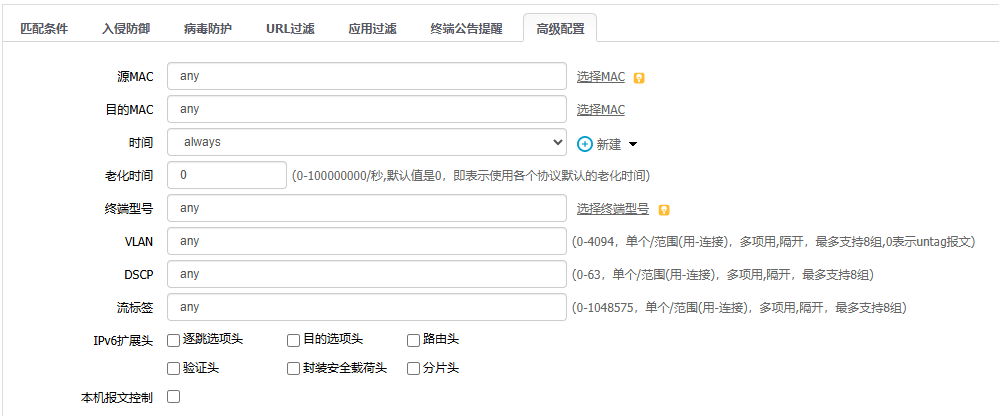 匹配条件 入侵防御 病毒防护 URL过滤 应用过滤 终端公告提醒 高级配置
源MAC any 选择MAC
目的MAC any 选择MAC
时间 always 新建
老化时间 0 (0-100000000/秒,默认值是0，即表示使用各个协议默认的老化时间)
终端型号 any 选择终端型号
VLAN any (0-4094，单个/范围(用-连接)，多项用,隔开，最多支持8组,0表示untag报文)
DSCP any (0-63，单个/范围(用-连接)，多项用,隔开，最多支持8组)
流标签 any (0-1048575，单个/范围(用-连接)，多项用,隔开，最多支持8组)
IPv6扩展头 逐跳选项头 目的选项头 路由头
验证头 封装安全载荷头 分片头
本机报文控制